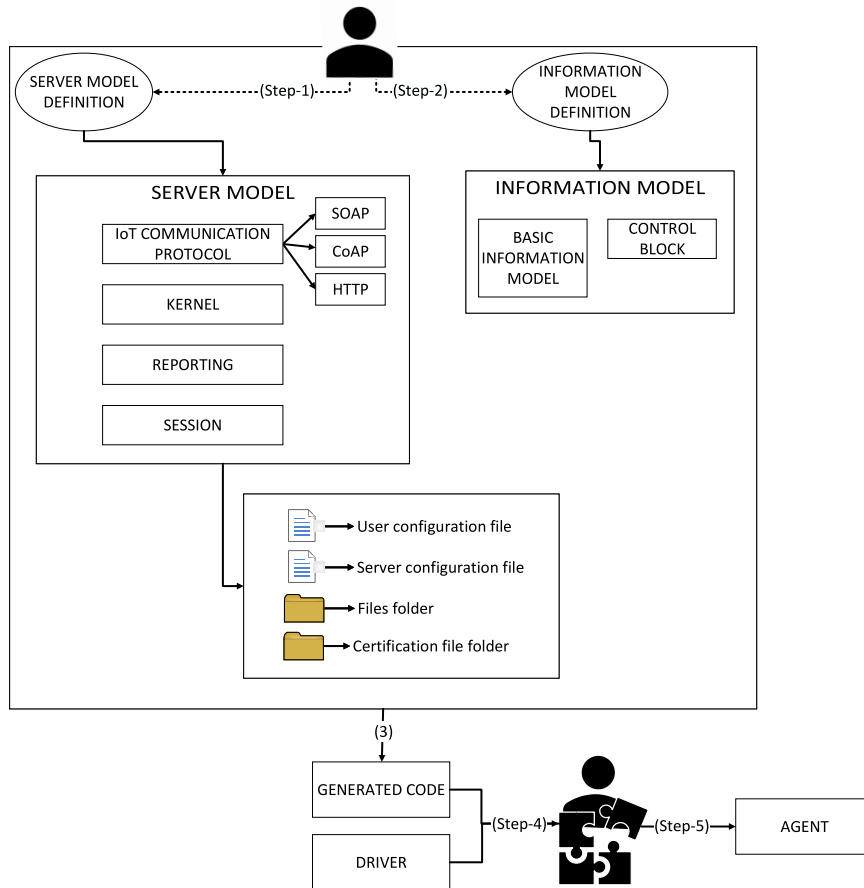 SERVER MODEL
DEFINITION
(Step-1)
(Step-2)
INFORMATION
MODEL
DEFINITION
SERVER MODEL
IoT COMMUNICATION
PROTOCOL
SOAP
CoAP
HTTP
KERNEL
REPORTING
SESSION
INFORMATION MODEL
BASIC
INFORMATION
MODEL
CONTROL
BLOCK
User configuration file
Server configuration file
Files folder
Certification file folder
(3)
GENERATED CODE
DRIVER
(Step-4)
(Step-5)
AGENT